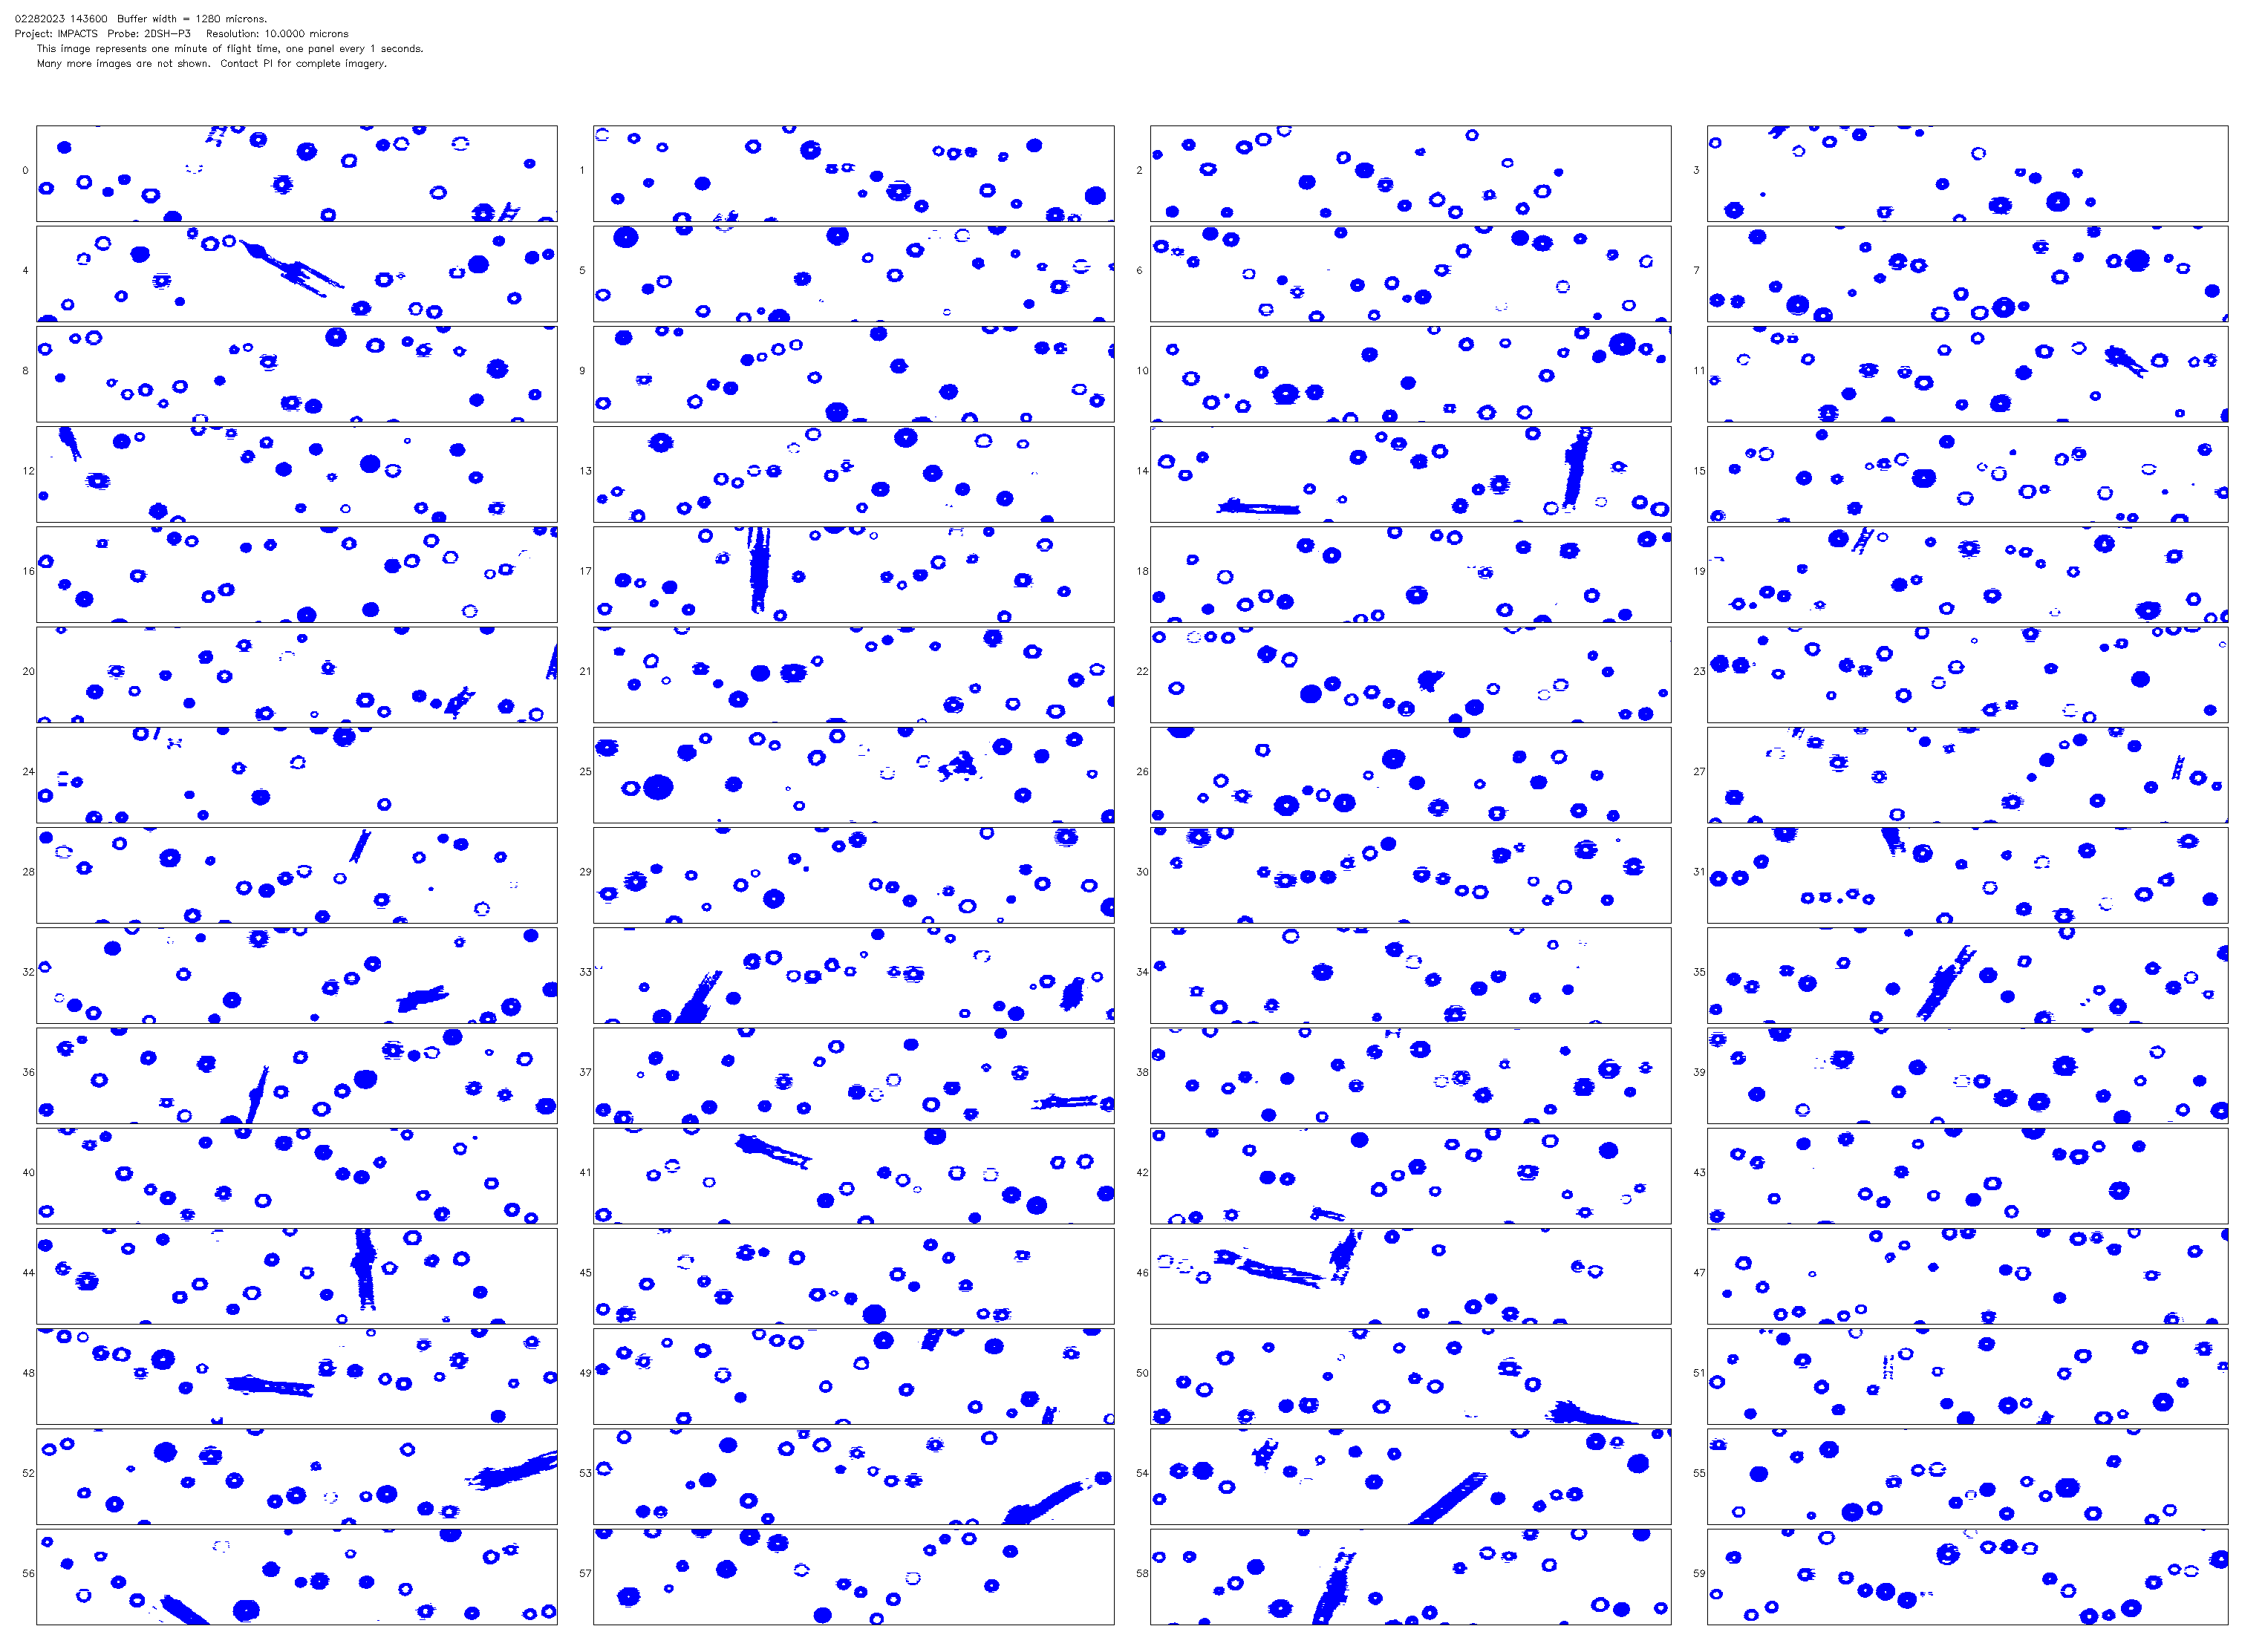 02282023 143600  Buffer width = 1280 microns.
Project: IMPACTS  Probe: 2DSH-P3    Resolution: 10.0000 microns
This image represents one minute of flight time, one panel every 1 seconds.
Many more images are not shown.  Contact PI for complete imagery.
0 1 2 3
4 5 6 7
8 9 10 11
12 13 14 15
16 17 18 19
20 21 22 23
24 25 26 27
28 29 30 31
32 33 34 35
36 37 38 39
40 41 42 43
44 45 46 47
48 49 50 51
52 53 54 55
56 57 58 59